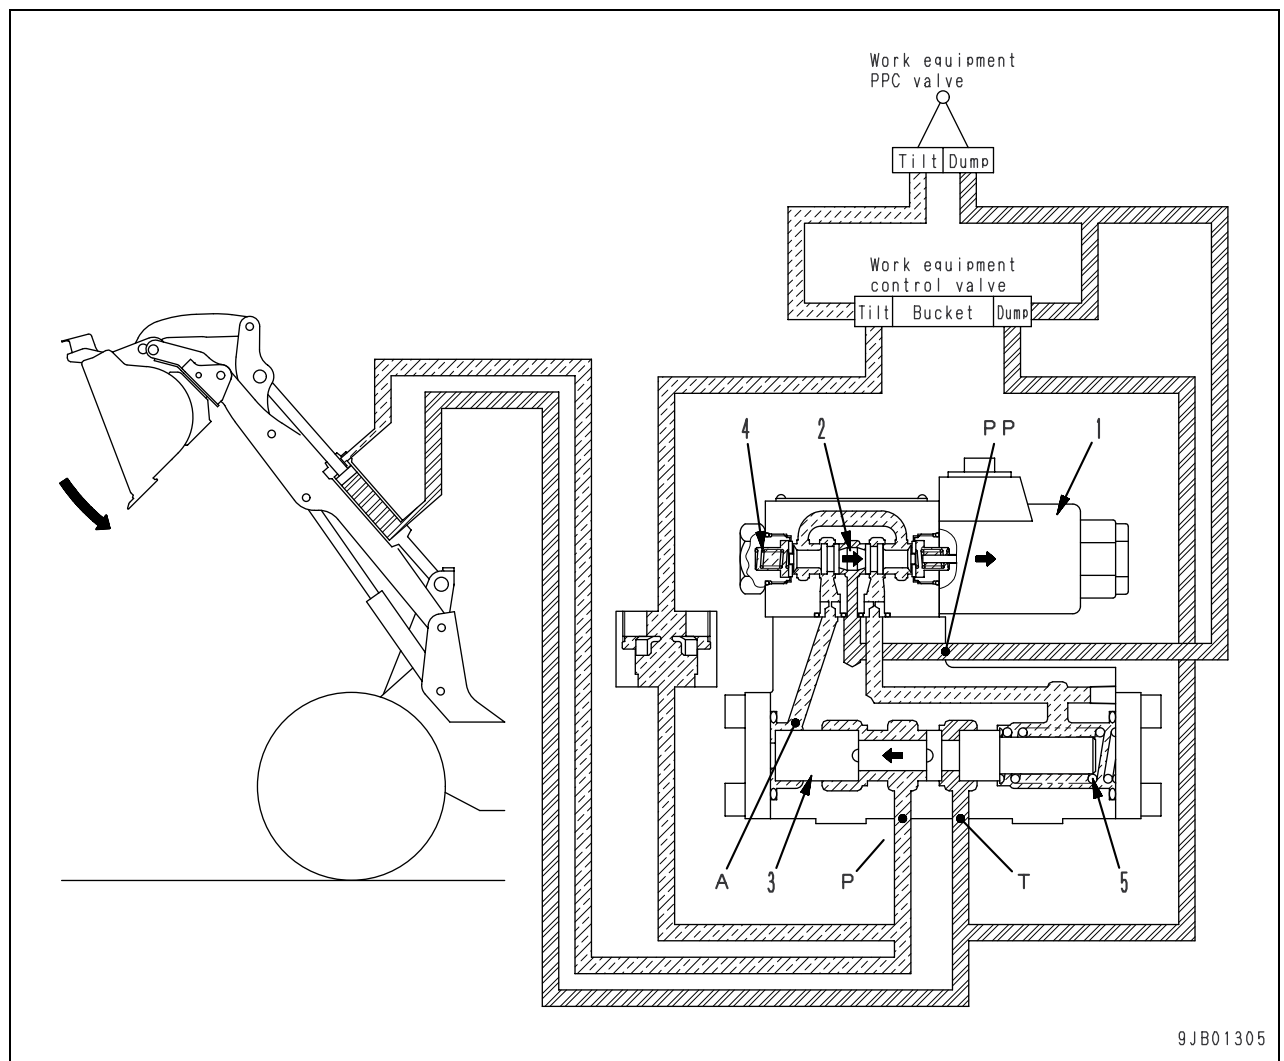 Work equipment
PPC valve
Tilt Dump
Work equipment
control valve
Tilt Bucket Dump
4 2 PP 1
A 3 P T 5
9JB01305